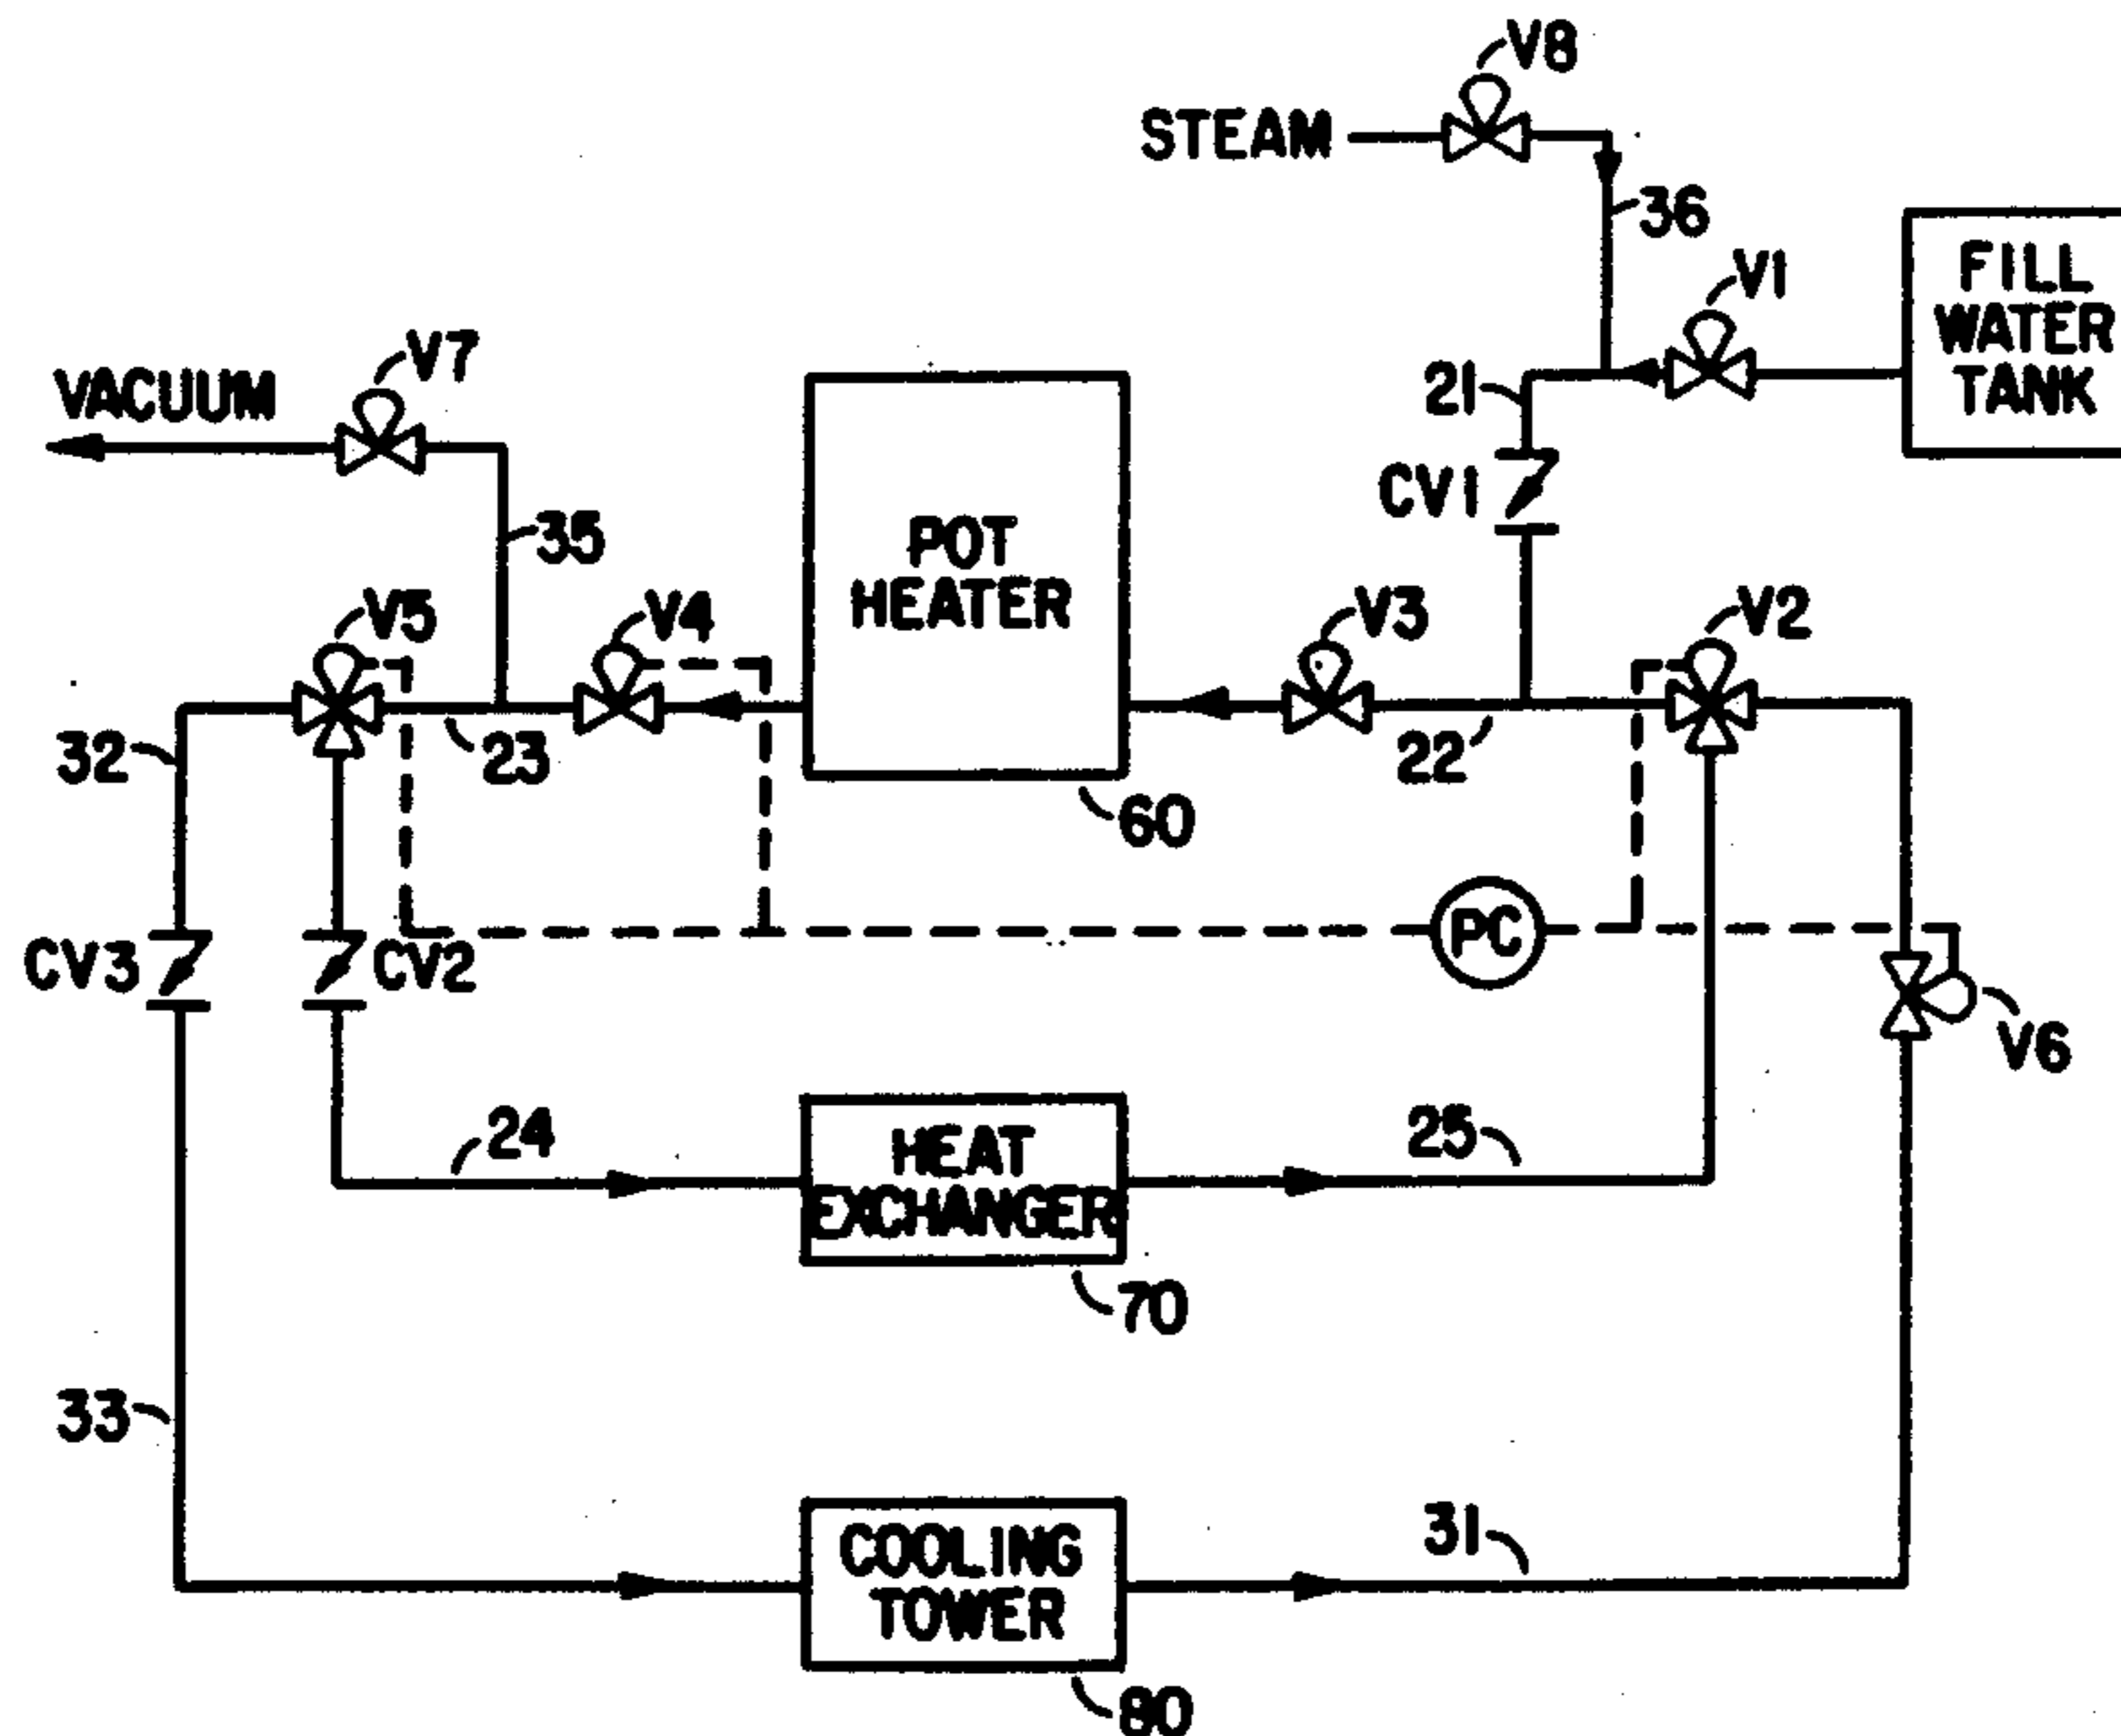 V8
STEAM
36
V1
FILL
WATER
TANK
V7
VACUUM
21
CV1
35
POT
HEATER
V5
V4
V3
V2
32
23
22
60
CV3
CV2
PC
V6
24
HEAT
EXCHANGER
25
70
33
COOLING
TOWER
31
80